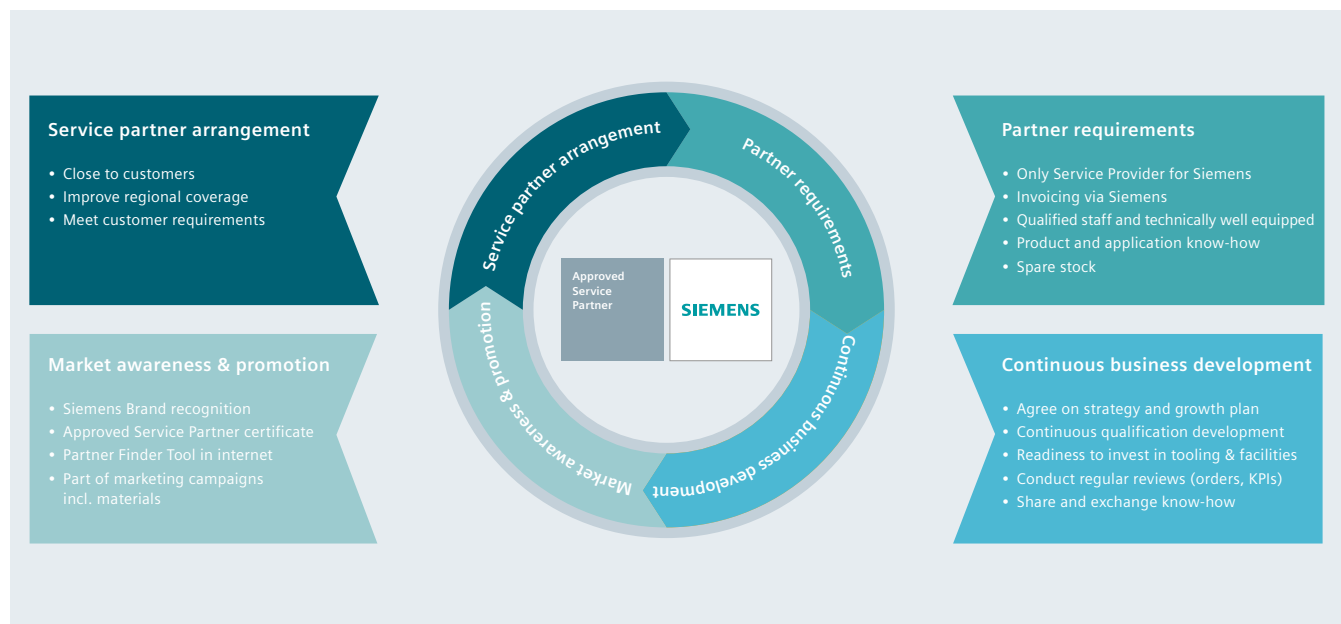 Service partner arrangement
• Close to customers
• Improve regional coverage
• Meet customer requirements
Market awareness & promotion
• Siemens Brand recognition
• Approved Service Partner certificate
• Partner Finder Tool in internet
• Part of marketing campaigns
incl. materials
Service partner arrangement
Partner requirements
Continuous business development
Market awareness & promotion
Approved
Service
Partner
SIEMENS
Partner requirements
• Only Service Provider for Siemens
• Invoicing via Siemens
• Qualified staff and technically well equipped
• Product and application know-how
• Spare stock
Continuous business development
• Agree on strategy and growth plan
• Continuous qualification development
• Readiness to invest in tooling & facilities
• Conduct regular reviews (orders, KPIs)
• Share and exchange know-how